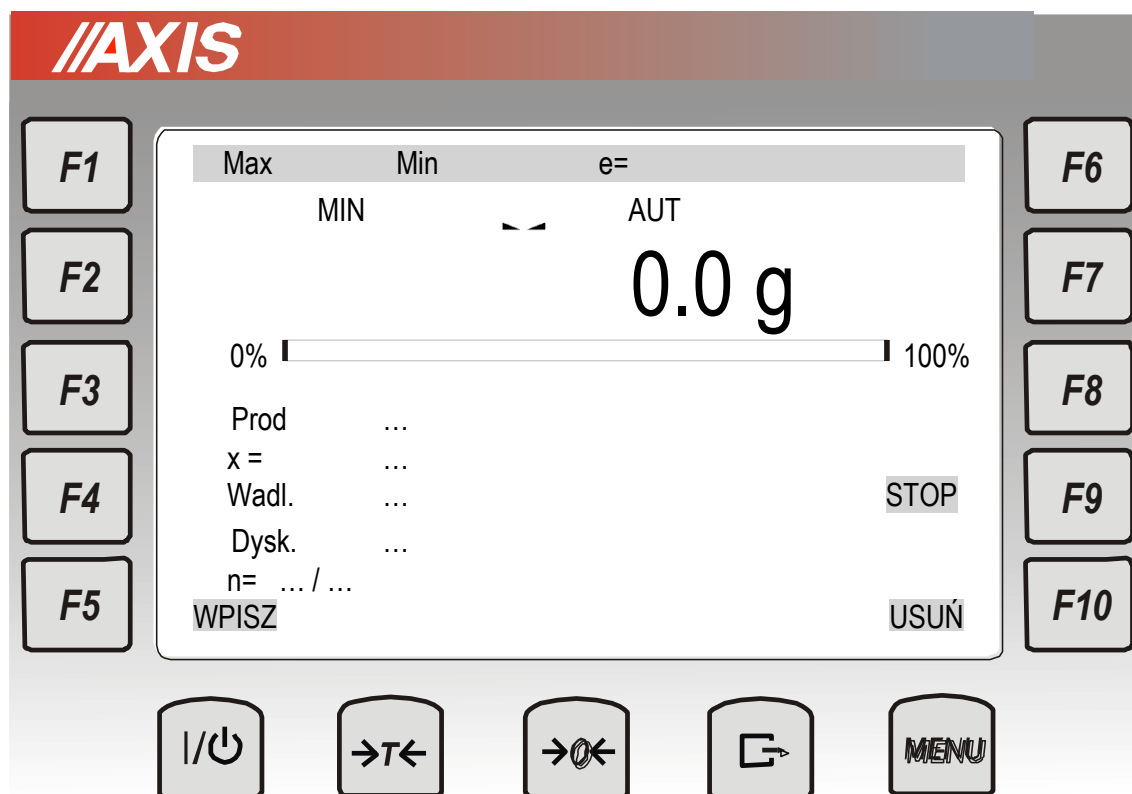 AXIS
F1
F6
Max Min e=
MIN AUT
F2
F7
0.0 g
0% 100%
F3
F8
Prod ...
x = ...
F4
Wadl. ... STOP
F9
Dysk. ...
n= ... / ...
F5
WPISZ USUŃ
F10
I/⏻ →T← →0← MENU